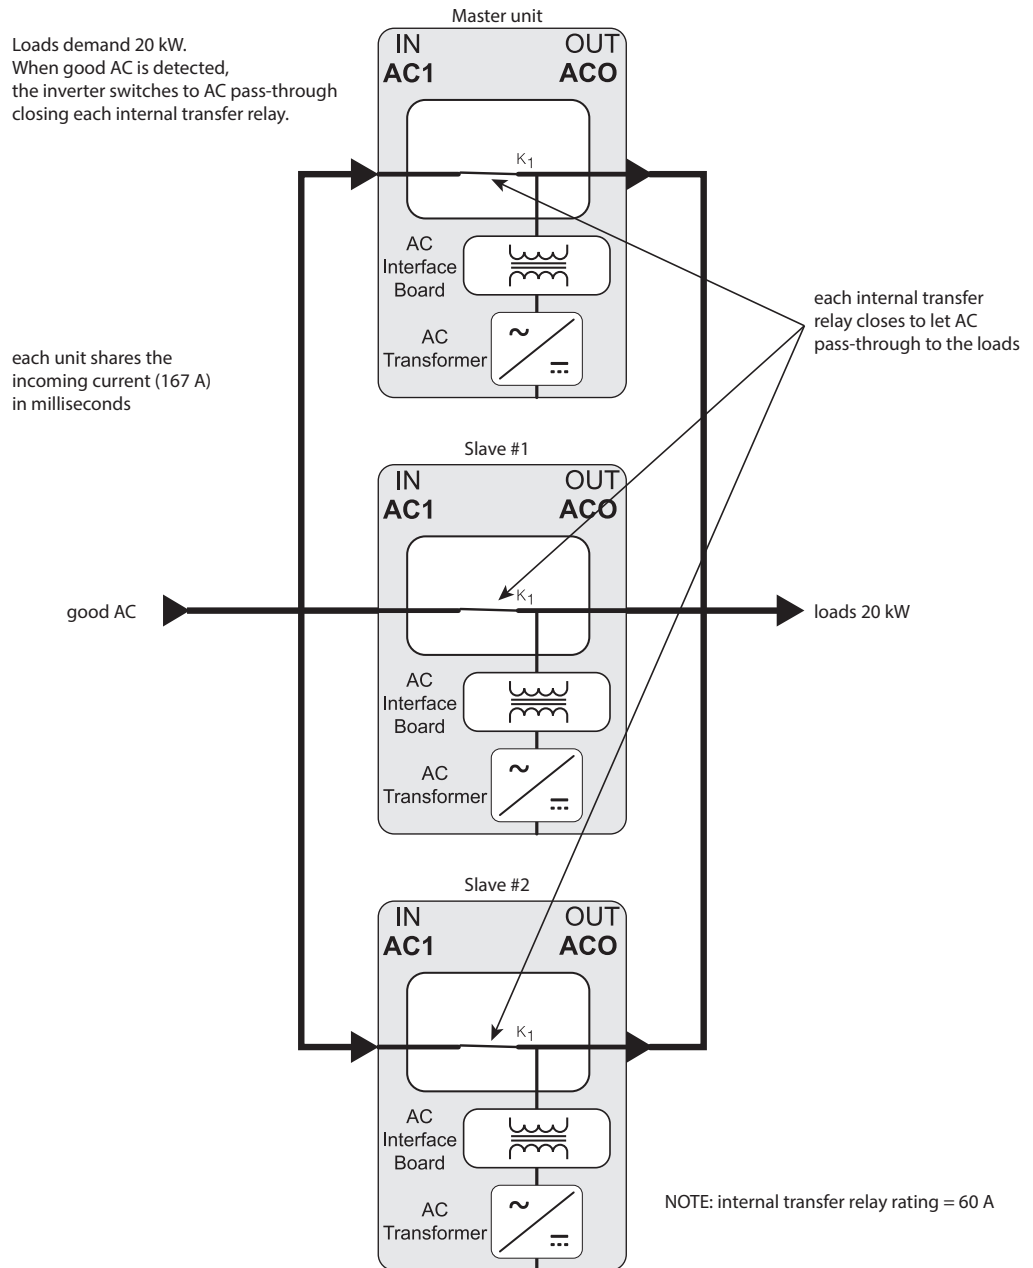 Master unit
Loads demand 20 kW.
When good AC is detected,
the inverter switches to AC pass-through
closing each internal transfer relay.
IN OUT
AC1 ACO
K1
AC
Interface
Board
AC
Transformer
each internal transfer
relay closes to let AC
pass-through to the loads
each unit shares the
incoming current (167 A)
in milliseconds
Slave #1
IN OUT
AC1 ACO
K1
good AC
loads 20 kW
AC
Interface
Board
AC
Transformer
Slave #2
IN OUT
AC1 ACO
K1
AC
Interface
Board
AC
Transformer
NOTE: internal transfer relay rating = 60 A